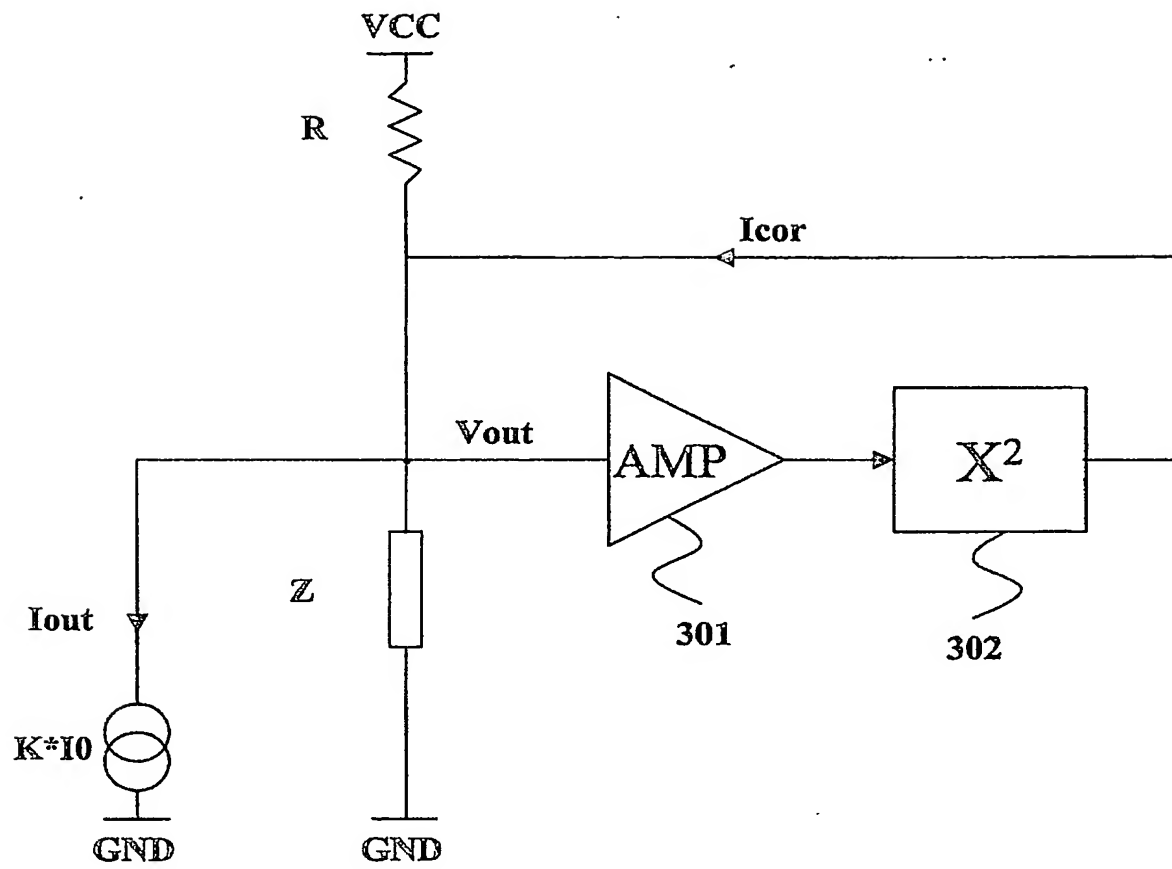 VCC
R
Icor
Vout
AMP
X²
Z
Iout
301
302
K*I0
GND
GND